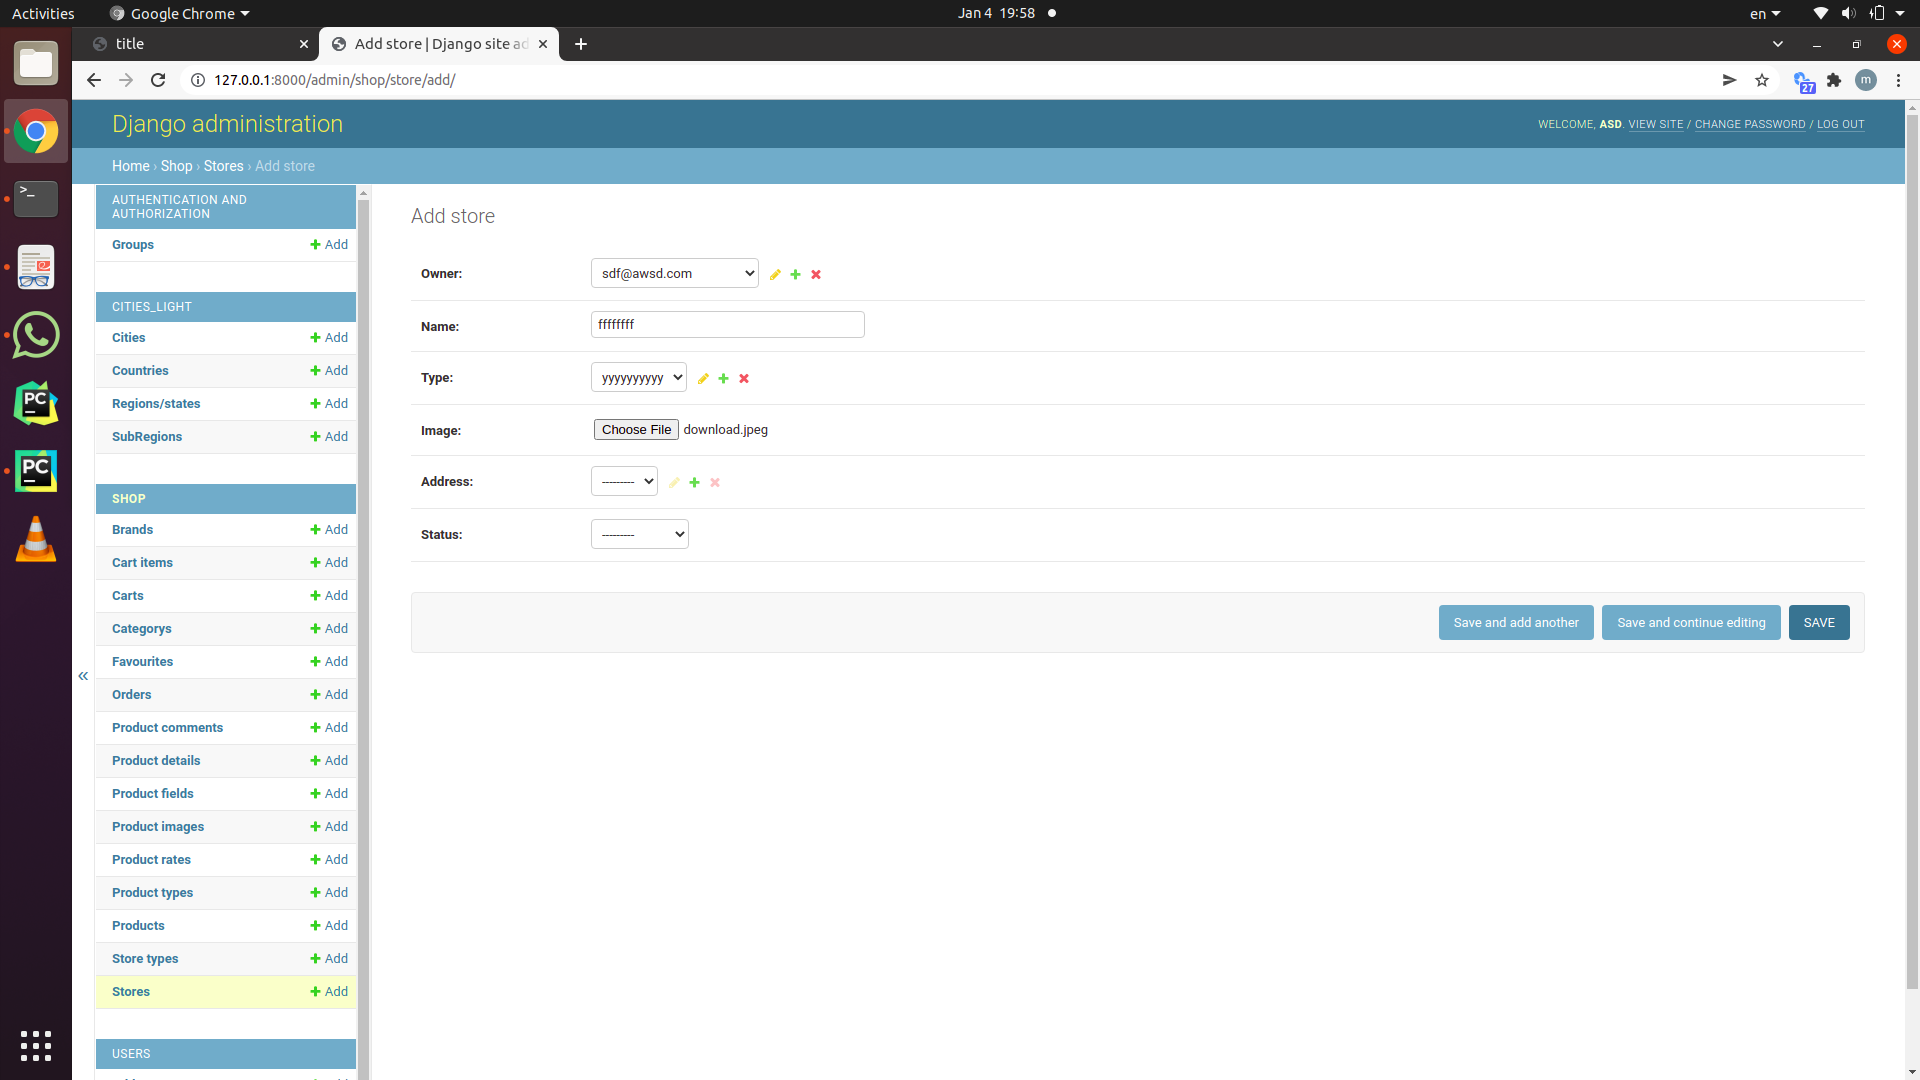 Activities
Google Chrome
Jan 4 19:58
en
title
Add store | Django site ad
127.0.0.1:8000/admin/shop/store/add/
27
m
Django administration
WELCOME, ASD. VIEW SITE / CHANGE PASSWORD / LOG OUT
Home › Shop › Stores › Add store
AUTHENTICATION AND
AUTHORIZATION
Groups Add
CITIES_LIGHT
Cities Add
Countries Add
Regions/states Add
SubRegions Add
SHOP
Brands Add
Cart items Add
Carts Add
Categorys Add
Favourites Add
Orders Add
Product comments Add
Product details Add
Product fields Add
Product images Add
Product rates Add
Product types Add
Products Add
Store types Add
Stores Add
USERS
«
Add store
Owner: sdf@awsd.com
Name: ffffffff
Type: yyyyyyyyyy
Image: Choose File download.jpeg
Address: ---------
Status: ---------
Save and add another
Save and continue editing
SAVE
>_
PC
PC